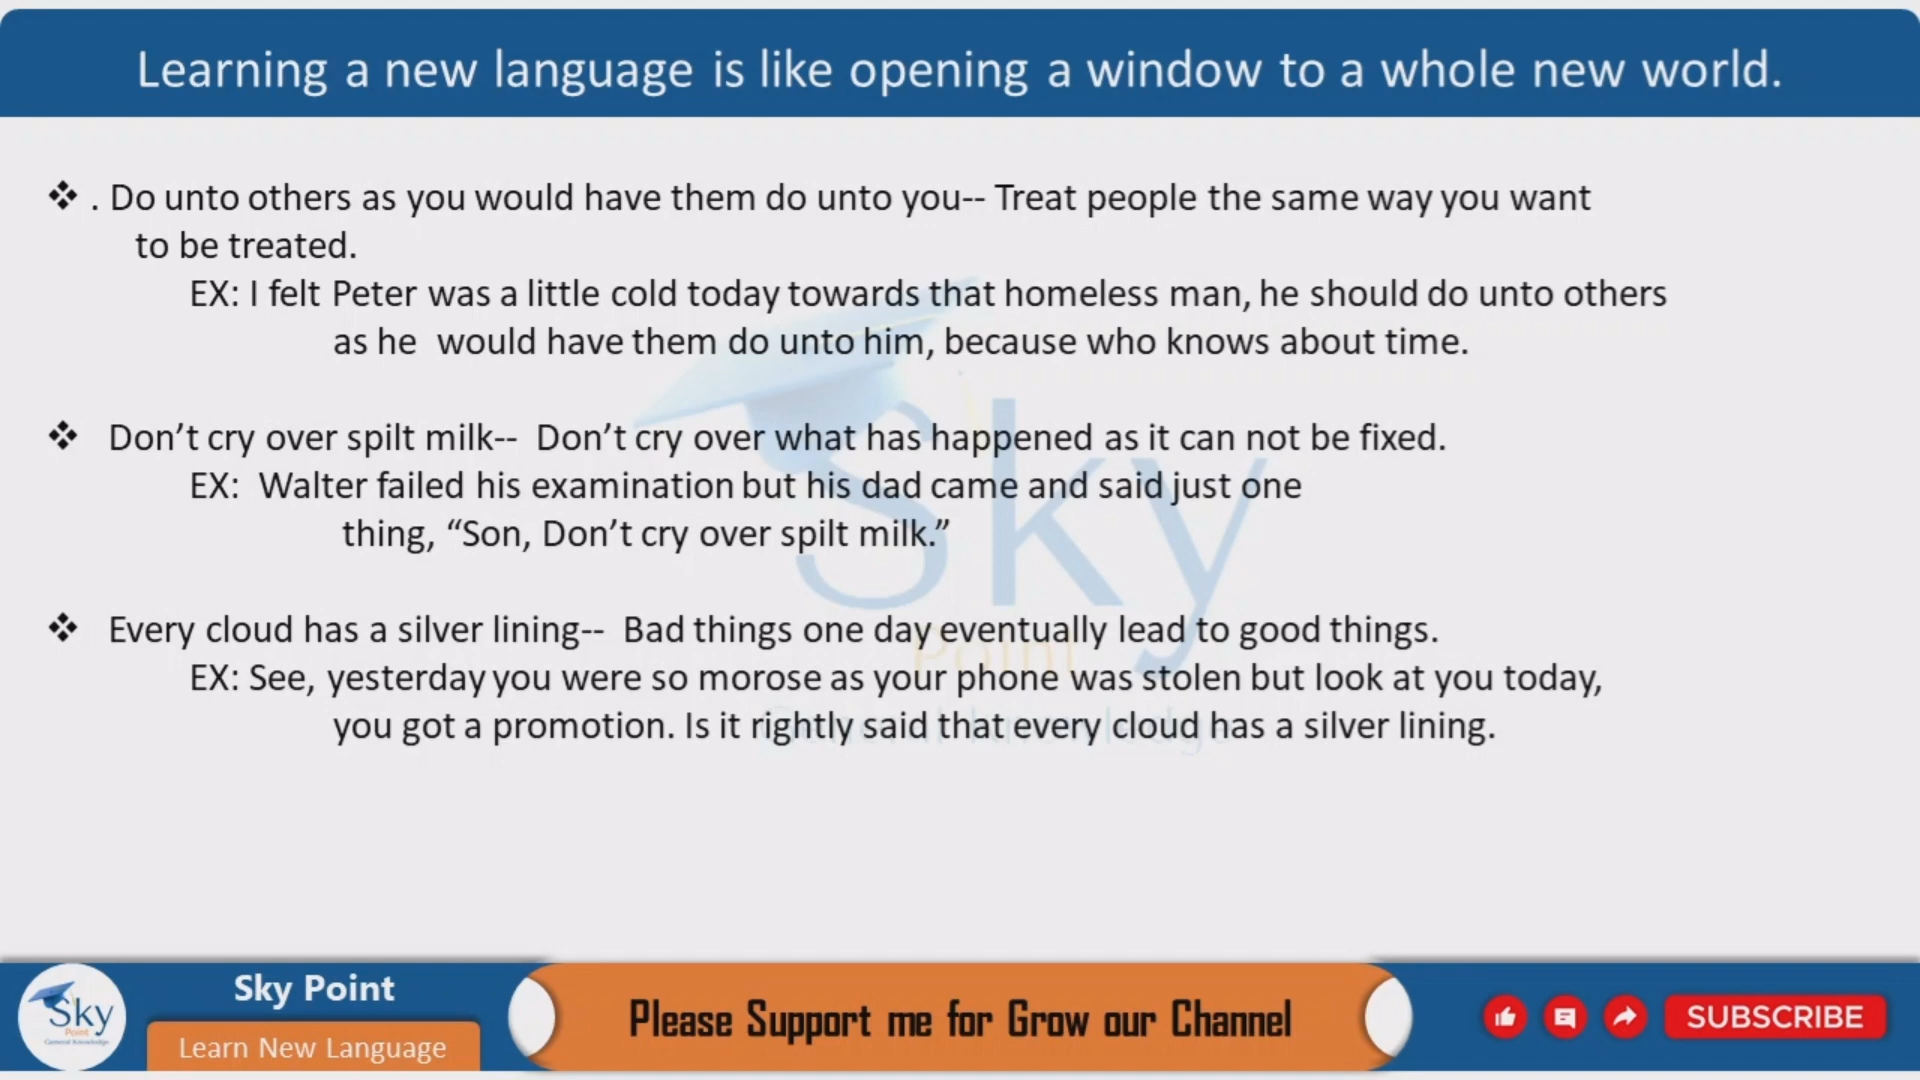 Learning a new language is like opening a window to a whole new world.
❖ . Do unto others as you would have them do unto you-- Treat people the same way you want
to be treated.
EX: I felt Peter was a little cold today towards that homeless man, he should do unto others
as he would have them do unto him, because who knows about time.
❖ Don’t cry over spilt milk-- Don’t cry over what has happened as it can not be fixed.
EX: Walter failed his examination but his dad came and said just one
thing, “Son, Don’t cry over spilt milk.”
❖ Every cloud has a silver lining-- Bad things one day eventually lead to good things.
EX: See, yesterday you were so morose as your phone was stolen but look at you today,
you got a promotion. Is it rightly said that every cloud has a silver lining.
Sky
Point
General Knowledge
Sky
Point
General Knowledge
Sky Point
Learn New Language
Please Support me for Grow our Channel
SUBSCRIBE